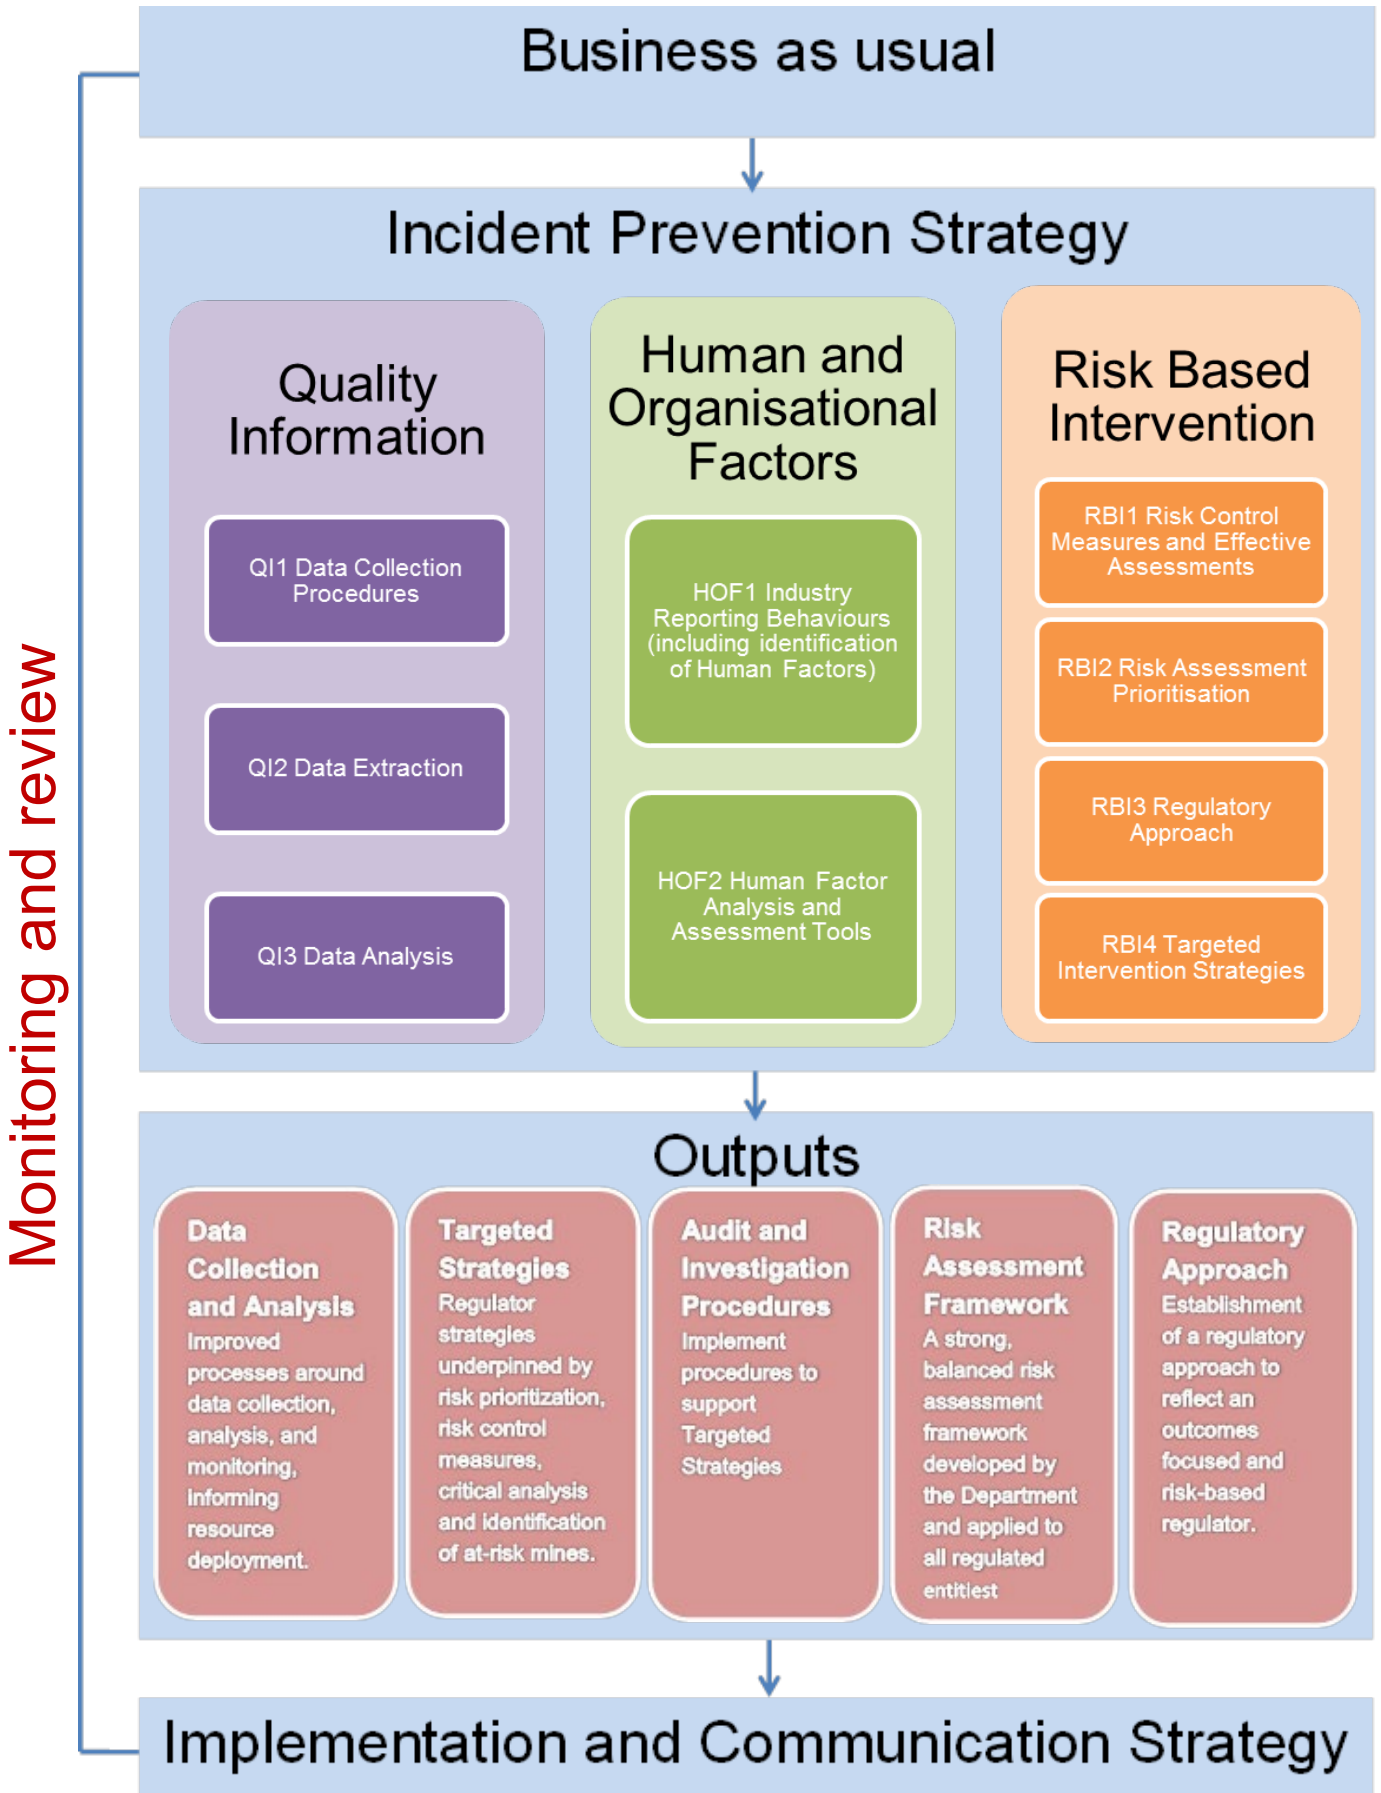 Business as usual
Incident Prevention Strategy
Quality
Information
QI1 Data Collection
Procedures
QI2 Data Extraction
QI3 Data Analysis
Human and
Organisational
Factors
HOF1 Industry
Reporting Behaviours
(including identification
of Human Factors)
HOF2 Human Factor
Analysis and
Assessment Tools
Risk Based
Intervention
RBI1 Risk Control
Measures and Effective
Assessments
RBI2 Risk Assessment
Prioritisation
RBI3 Regulatory
Approach
RBI4 Targeted
Intervention Strategies
Monitoring and review
Outputs
Data
Collection
and Analysis
Improved
processes around
data collection,
analysis, and
monitoring,
informing
resource
deployment.
Targeted
Strategies
Regulator
strategies
underpinned by
risk prioritization,
risk control
measures,
critical analysis
and identification
of at-risk mines.
Audit and
Investigation
Procedures
Implement
procedures to
support
Targeted
Strategies
Risk
Assessment
Framework
A strong,
balanced risk
assessment
framework
developed by
the Department
and applied to
all regulated
entitiest
Regulatory
Approach
Establishment
of a regulatory
approach to
reflect an
outcomes
focused and
risk-based
regulator.
Implementation and Communication Strategy